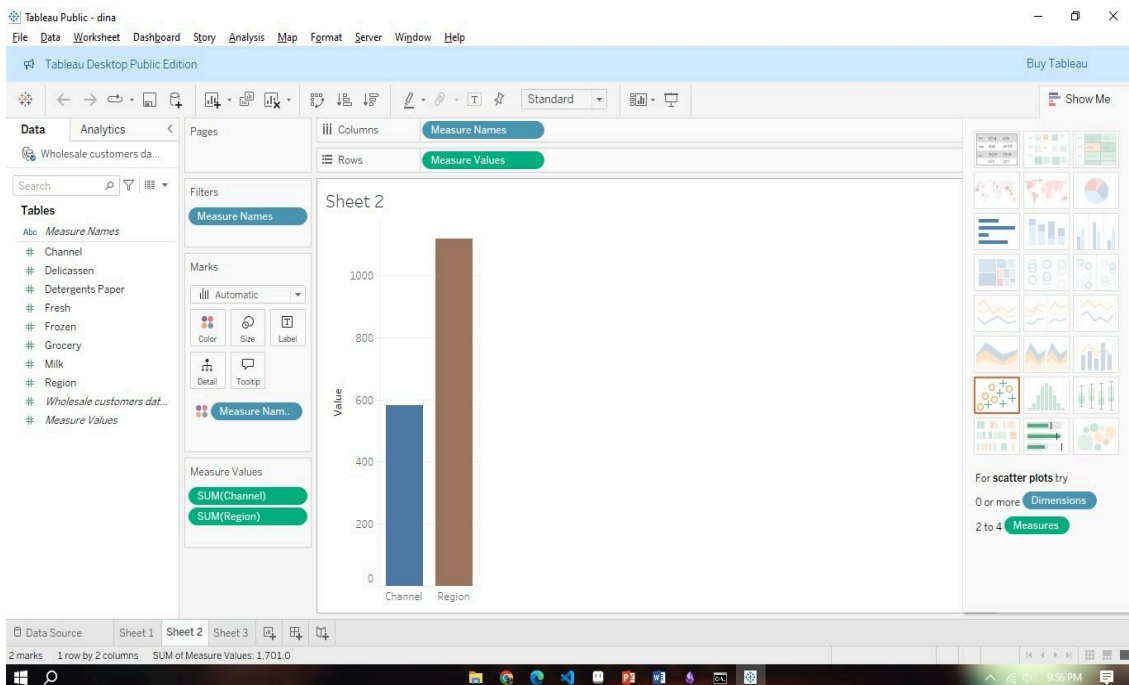 Tableau Public - dina
File Data Worksheet Dashboard Story Analysis Map Format Server Window Help
Tableau Desktop Public Edition
Buy Tableau
Standard
Show Me
Data
Analytics
Wholesale customers da...
Search
Tables
Abc Measure Names
# Channel
# Delicassen
# Detergents Paper
# Fresh
# Frozen
# Grocery
# Milk
# Region
# Wholesale customers dat...
# Measure Values
Pages
Filters
Measure Names
Marks
Automatic
Color Size Label
Detail Tooltip
Measure Nam..
Measure Values
SUM(Channel)
SUM(Region)
iii Columns Measure Names
Rows Measure Values
Sheet 2
Value
1000
800
600
400
200
0
Channel Region
For scatter plots try
0 or more Dimensions
2 to 4 Measures
Data Source Sheet 1 Sheet 2 Sheet 3
2 marks 1 row by 2 columns SUM of Measure Values: 1,701.0
9:56 PM